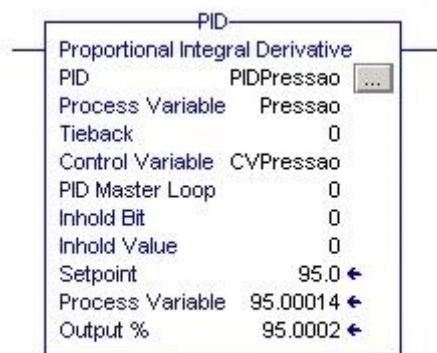 PID
Proportional Integral Derivative
PID PIDPressao ...
Process Variable Pressao
Tieback 0
Control Variable CVPressao
PID Master Loop 0
Inhold Bit 0
Inhold Value 0
Setpoint 95.0
Process Variable 95.00014
Output % 95.0002